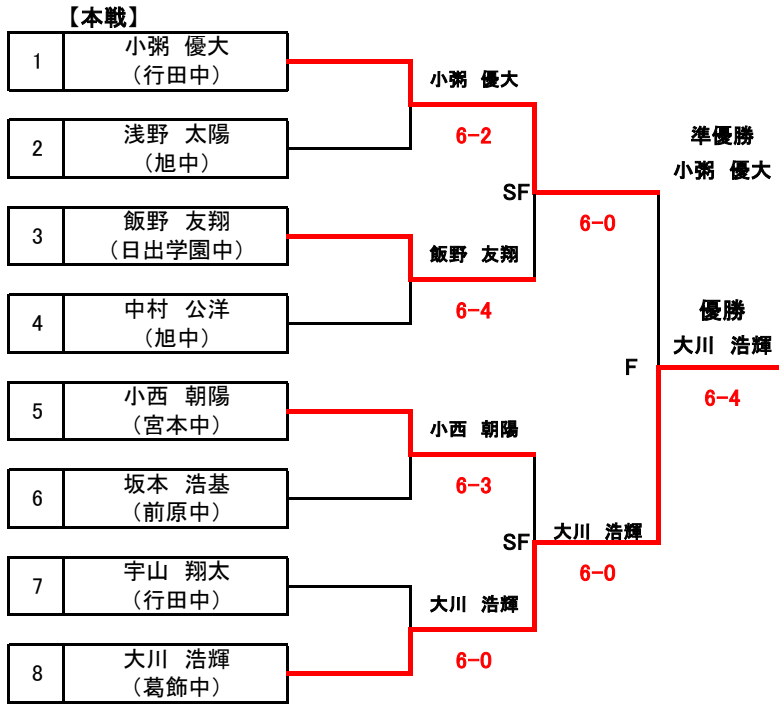 【本戦】
1
小粥 優大
（行田中）
2
浅野 太陽
（旭中）
3
飯野 友翔
（日出学園中）
4
中村 公洋
（旭中）
5
小西 朝陽
（宮本中）
6
坂本 浩基
（前原中）
7
宇山 翔太
（行田中）
8
大川 浩輝
（葛飾中）
小粥 優大
6-2
飯野 友翔
6-4
小西 朝陽
6-3
大川 浩輝
6-0
SF
6-0
SF
大川 浩輝
6-0
F
準優勝
小粥 優大
優勝
大川 浩輝
6-4